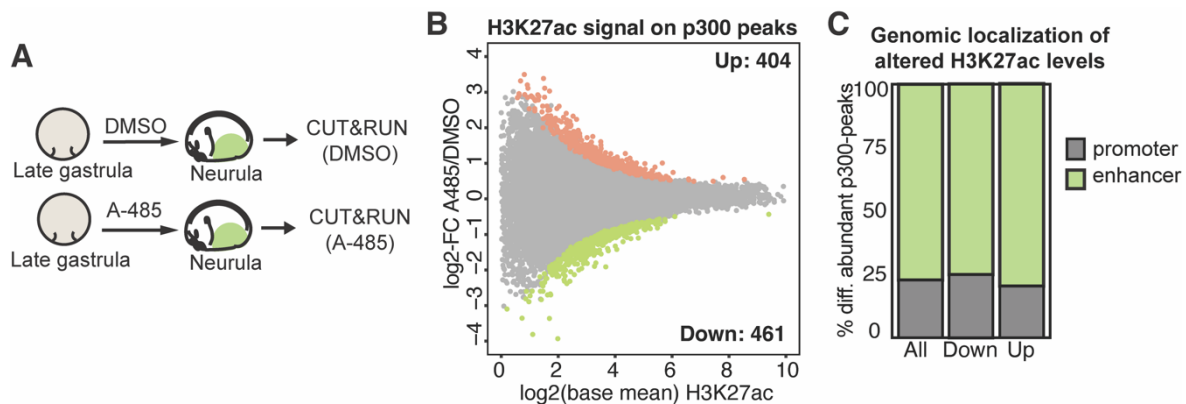 A
DMSO
CUT&RUN
(DMSO)
Late gastrula
Neurula
A-485
CUT&RUN
(A-485)
Late gastrula
Neurula
B
H3K27ac signal on p300 peaks
Up: 404
Down: 461
log2-FC A485/DMSO
4
3
2
1
0
-1
-2
-3
-4
0 2 4 6 8 10
log2(base mean) H3K27ac
C
Genomic localization of
altered H3K27ac levels
% diff. abundant p300-peaks
100
75
50
25
0
All Down Up
promoter
enhancer